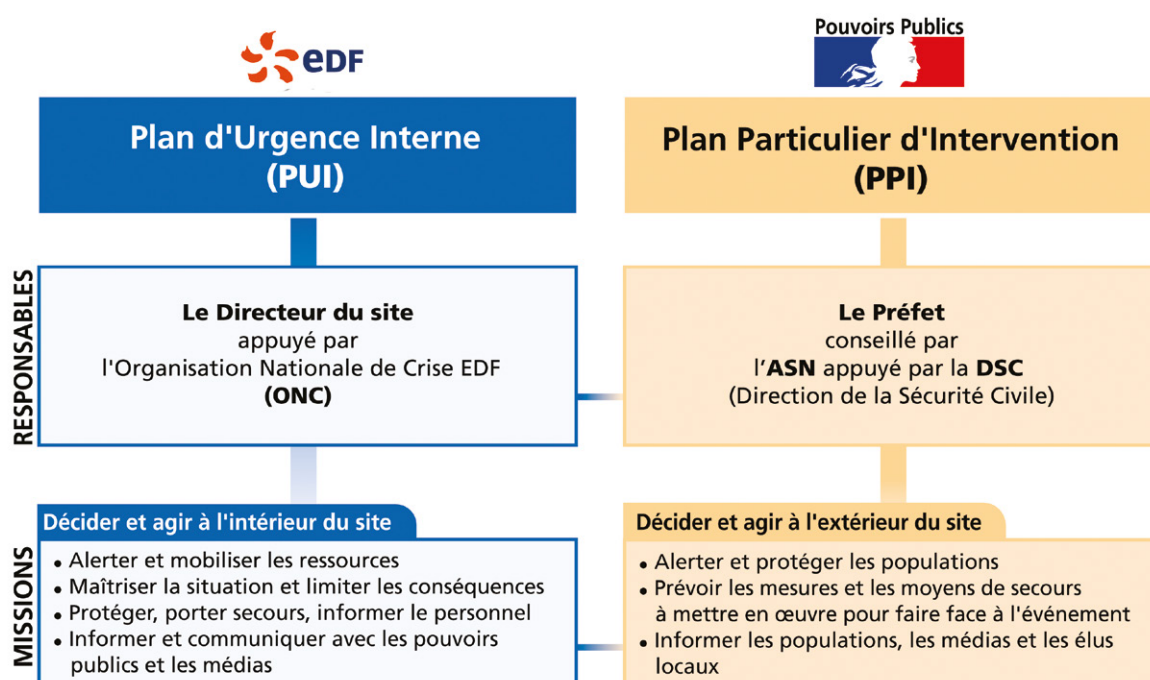 eDF
Pouvoirs Publics
Plan d'Urgence Interne
(PUI)
Plan Particulier d'Intervention
(PPI)
RESPONSABLES
Le Directeur du site
appuyé par
l'Organisation Nationale de Crise EDF
(ONC)
Le Préfet
conseillé par
l'ASN appuyé par la DSC
(Direction de la Sécurité Civile)
MISSIONS
Décider et agir à l'intérieur du site
• Alerter et mobiliser les ressources
• Maîtriser la situation et limiter les conséquences
• Protéger, porter secours, informer le personnel
• Informer et communiquer avec les pouvoirs
publics et les médias
Décider et agir à l'extérieur du site
• Alerter et protéger les populations
• Prévoir les mesures et les moyens de secours
à mettre en œuvre pour faire face à l'événement
• Informer les populations, les médias et les élus
locaux